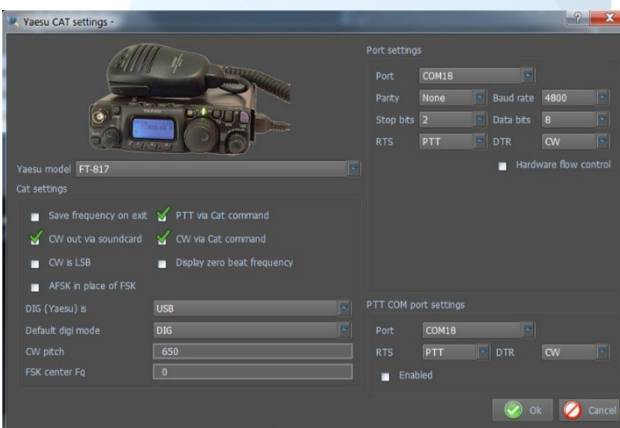 Yaesu CAT settings -
Yaesu model FT-817
Cat settings
Save frequency on exit PTT via Cat command
CW out via soundcard CW via Cat command
CW is LSB Display zero beat frequency
AFSK in place of FSK
DIG (Yaesu) is USB
Default digi mode DIG
CW pitch 650
FSK center Fq 0
Port settings
Port COM18
Parity None Baud rate 4800
Stop bits 2 Data bits 8
RTS PTT DTR CW
Hardware flow control
PTT COM port settings
Port COM18
RTS PTT DTR CW
Enabled
Ok Cancel